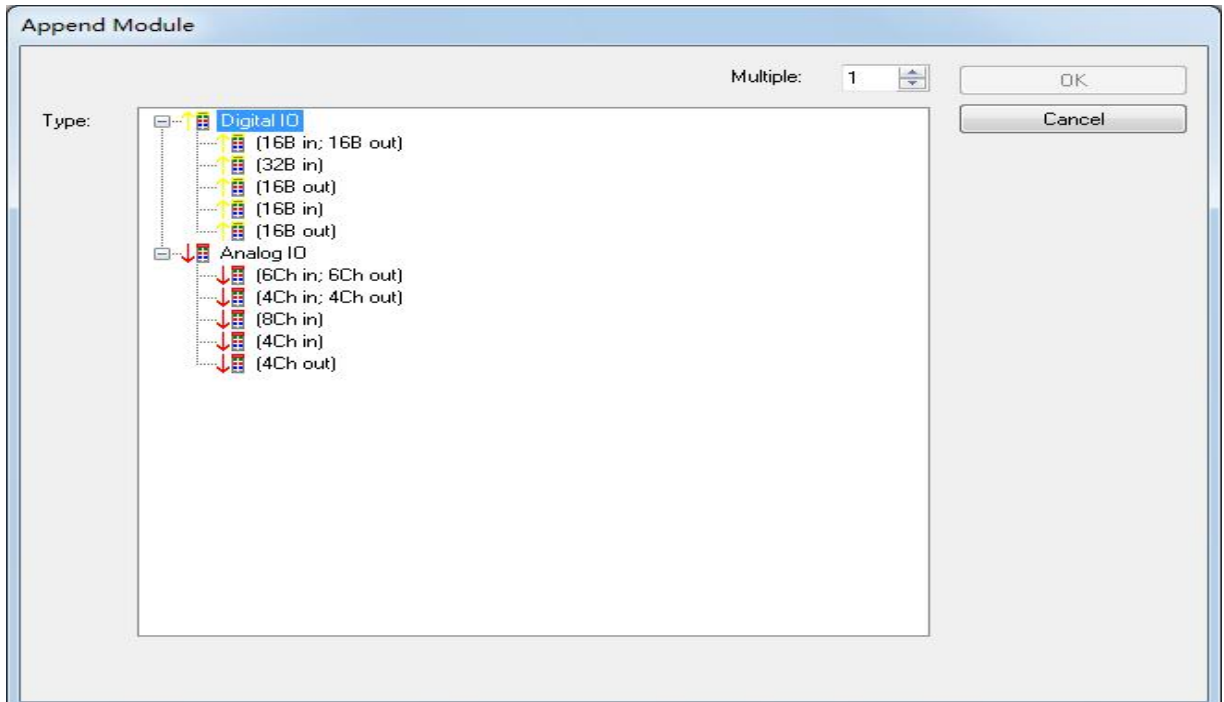 Append Module
Multiple: 1
OK
Type:
Cancel
Digital IO
(16B in; 16B out)
(32B in)
(16B out)
(16B in)
(16B out)
Analog IO
(6Ch in; 6Ch out)
(4Ch in; 4Ch out)
(8Ch in)
(4Ch in)
(4Ch out)